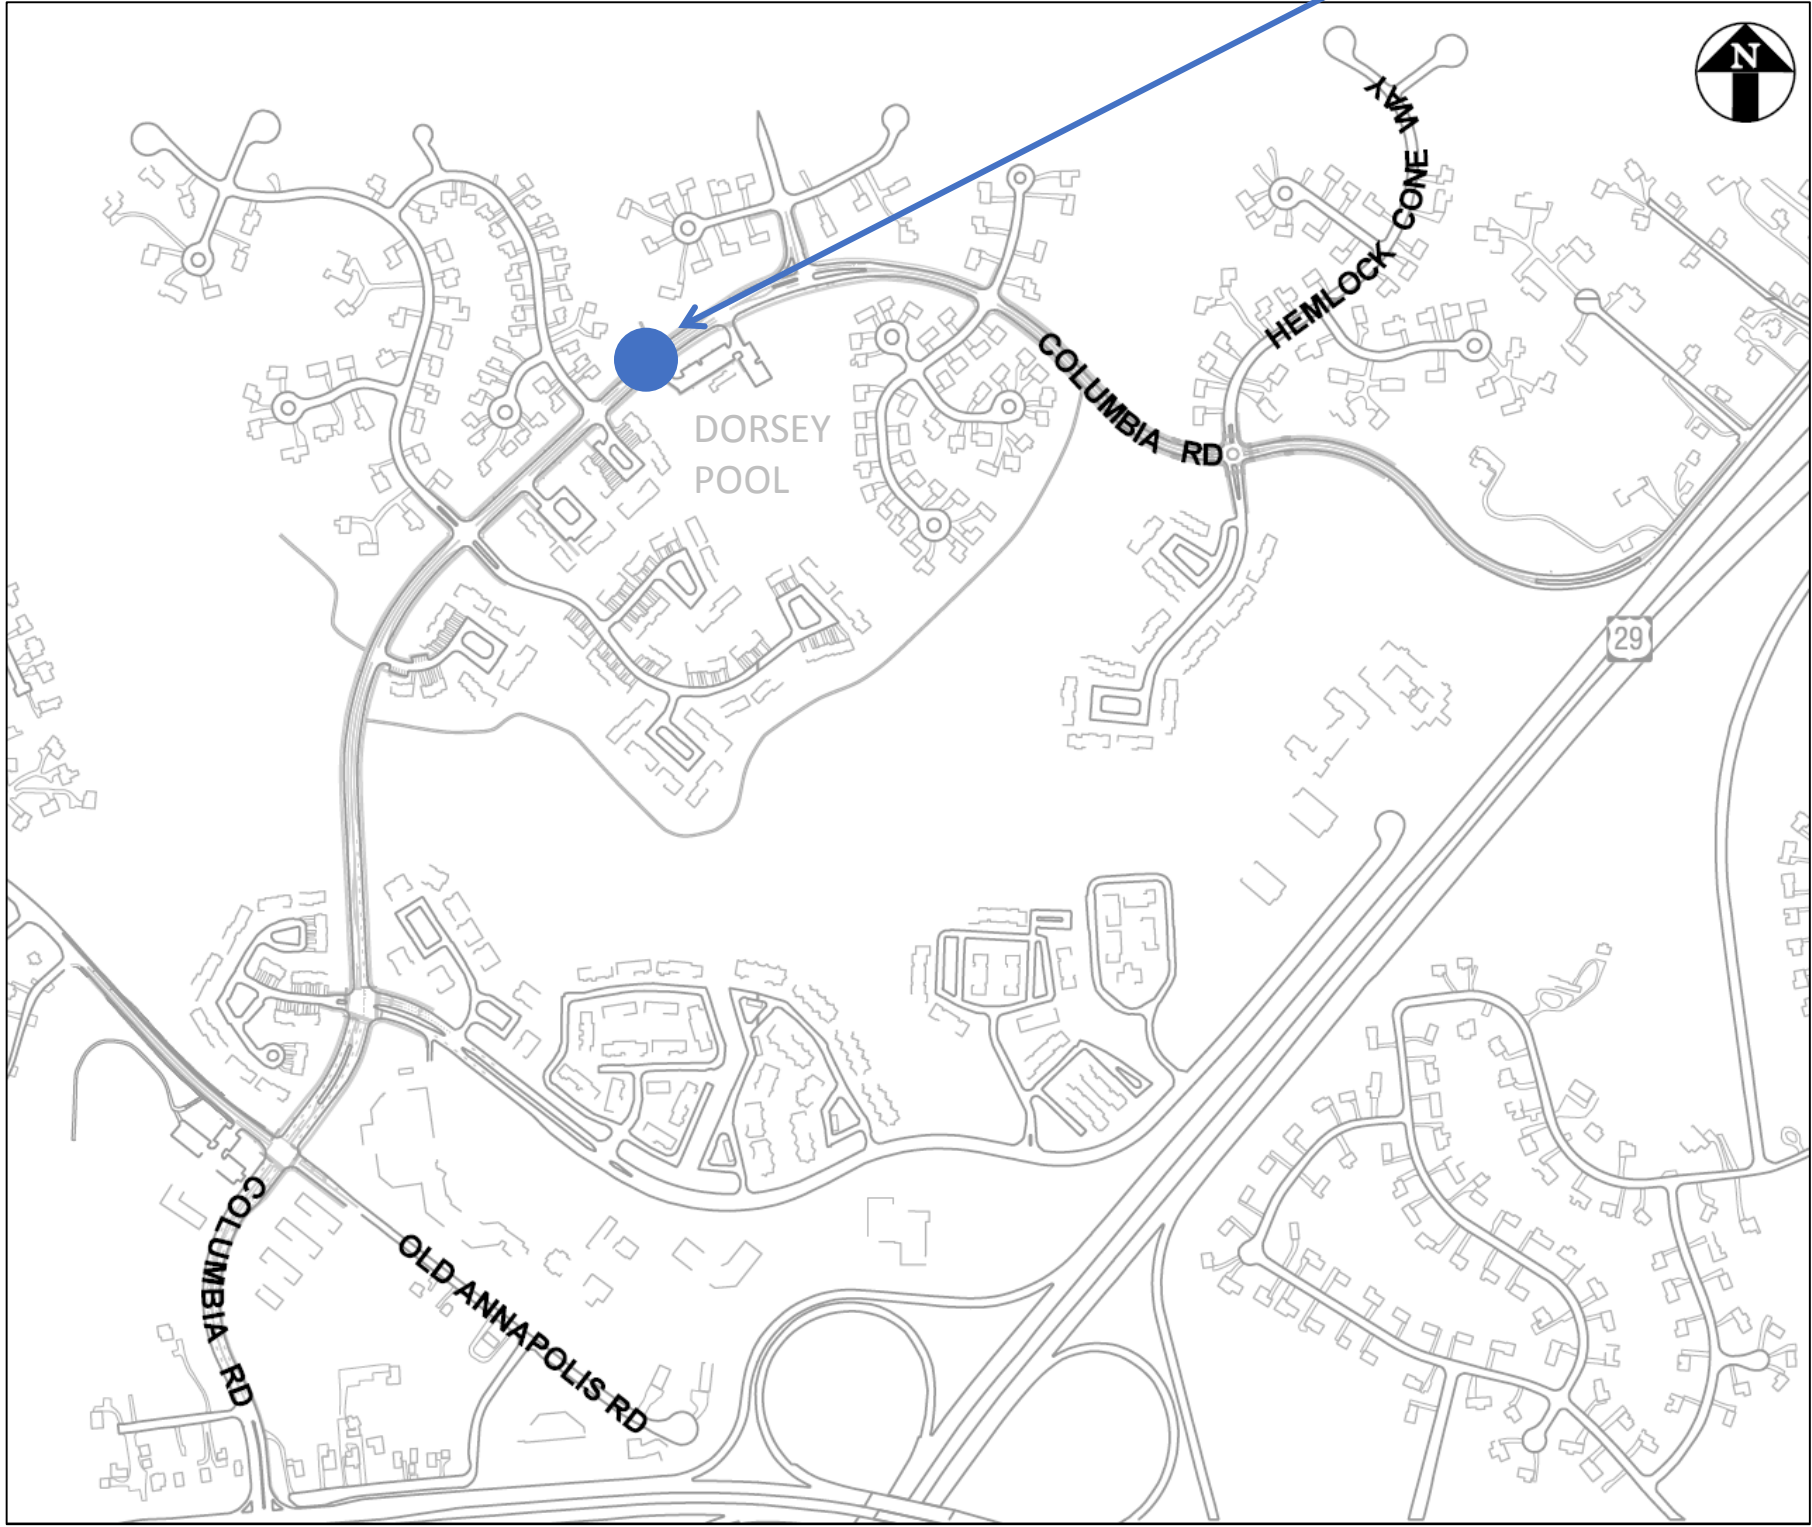 N
HEMLOCK CONE WAY
COLUMBIA RD
DORSEY
POOL
29
COLUMBIA RD
OLD ANNAPOLIS RD